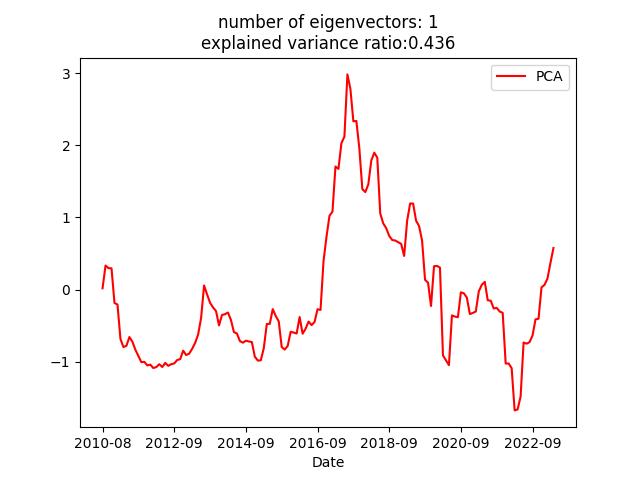 number of eigenvectors: 1
explained variance ratio:0.436
PCA
3
2
1
0
−1
2010-08 2012-09 2014-09 2016-09 2018-09 2020-09 2022-09
Date